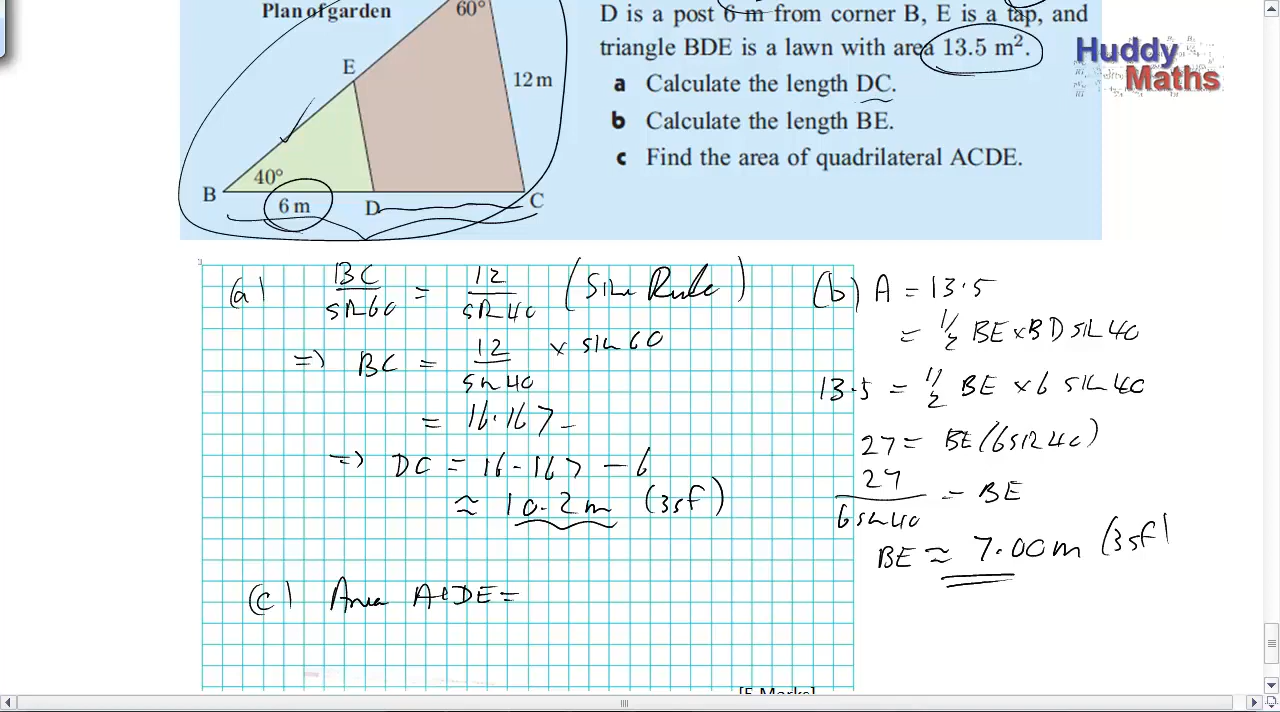 Plan of garden
60°
E
12 m
B
40°
6 m
D
C
D is a post 6 m from corner B, E is a tap, and
triangle BDE is a lawn with area 13.5 m².
a Calculate the length DC.
b Calculate the length BE.
c Find the area of quadrilateral ACDE.
Huddy
Maths
(a) BC/sin60 = 12/sin40 (Sine Rule)
=> BC = 12/sin40 × sin60
= 16.167
=> DC = 16.167 - 6
≈ 10.2m (3sf)
(c) Area ACDE =
(b) A = 13.5
= 1/2 BE × BD sin40
13.5 = 1/2 BE × 6 sin40
27 = BE(6sin40)
27/6sin40 = BE
BE ≈ 7.00m (3sf)
[5 Marks]